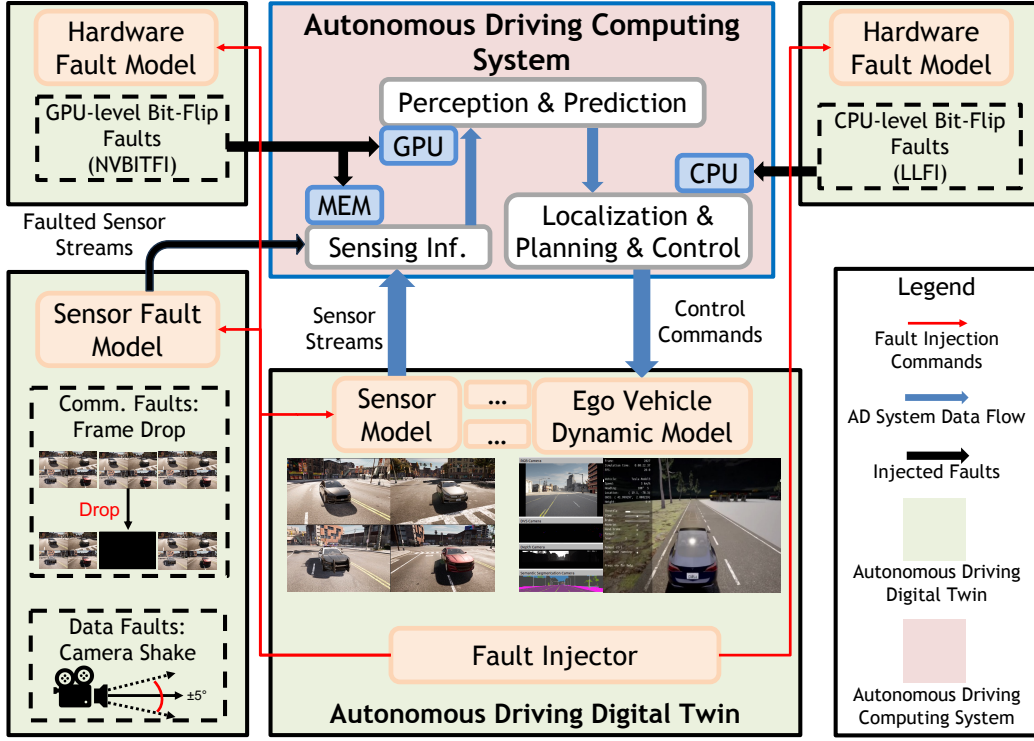 Hardware
Fault Model
GPU-level Bit-Flip
Faults
(NVBITFI)
Autonomous Driving Computing
System
Perception & Prediction
GPU
MEM
Sensing Inf.
CPU
Localization &
Planning & Control
Hardware
Fault Model
CPU-level Bit-Flip
Faults
(LLFI)
Faulted Sensor
Streams
Sensor Fault
Model
Comm. Faults:
Frame Drop
Drop
Data Faults:
Camera Shake
±5°
Sensor
Streams
Control
Commands
Sensor
Model
...
...
Ego Vehicle
Dynamic Model
Fault Injector
Autonomous Driving Digital Twin
Legend
Fault Injection
Commands
AD System Data Flow
Injected Faults
Autonomous Driving
Digital Twin
Autonomous Driving
Computing System